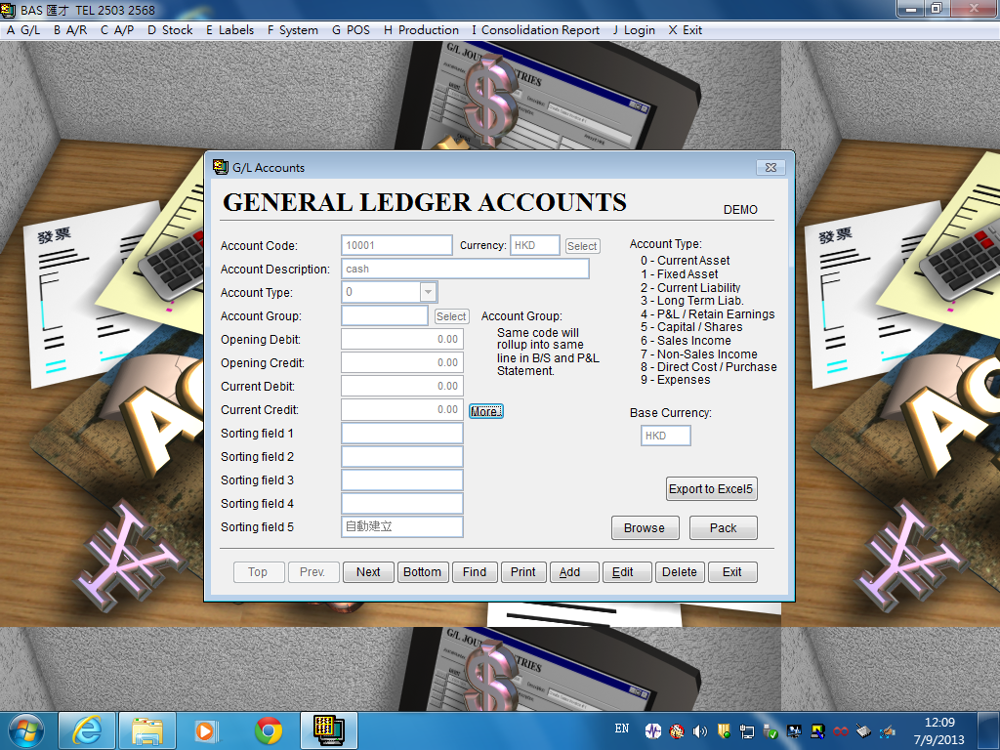 BAS 匯才 TEL 2503 2568
A G/L B A/R C A/P D Stock E Labels F System G POS H Production I Consolidation Report J Login X Exit
發票
發票
G/L Accounts
GENERAL LEDGER ACCOUNTS
DEMO
Account Code: 10001 Currency: HKD Select
Account Description: cash
Account Type: 0
Account Group: Select
Opening Debit: 0.00
Opening Credit: 0.00
Current Debit: 0.00
Current Credit: 0.00 More..
Sorting field 1
Sorting field 2
Sorting field 3
Sorting field 4
Sorting field 5 自動建立
Account Group:
Same code will
rollup into same
line in B/S and P&L
Statement.
Account Type:
0 - Current Asset
1 - Fixed Asset
2 - Current Liability
3 - Long Term Liab.
4 - P&L / Retain Earnings
5 - Capital / Shares
6 - Sales Income
7 - Non-Sales Income
8 - Direct Cost / Purchase
9 - Expenses
Base Currency:
HKD
Export to Excel5
Browse Pack
Top Prev. Next Bottom Find Print Add Edit Delete Exit
EN
12:09
7/9/2013